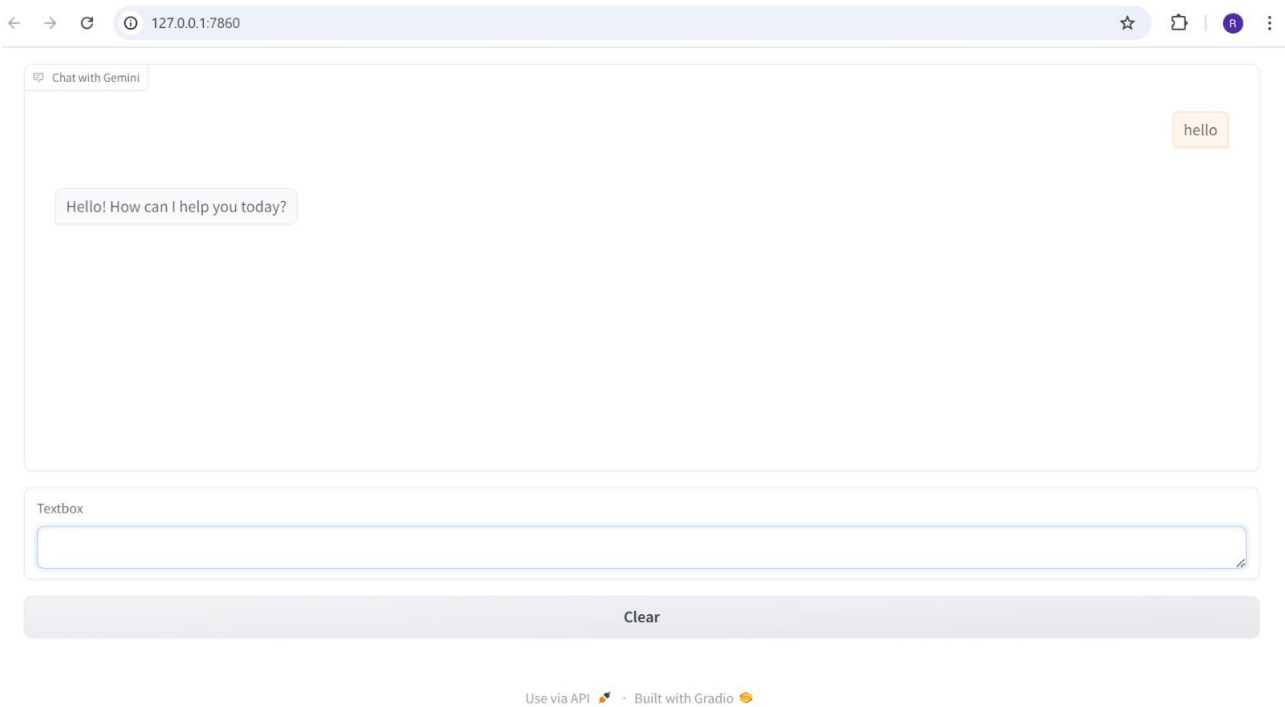 127.0.0.1:7860
R
Chat with Gemini
hello
Hello! How can I help you today?
Textbox
Clear
Use via API 🚀 · Built with Gradio